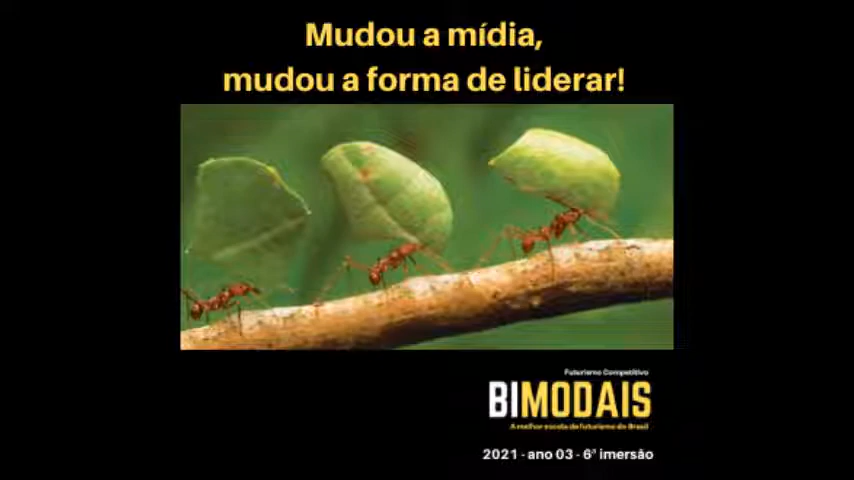 Mudou a mídia,
mudou a forma de liderar!
Futurismo Competitivo
BIMODAIS
A melhor escola de futurismo do Brasil
2021 - ano 03 - 6ª imersão